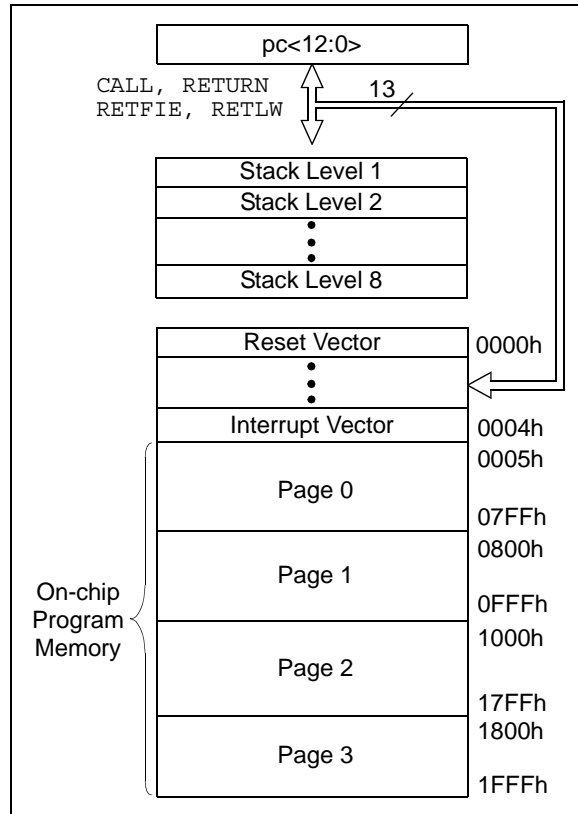 pc<12:0>
CALL, RETURN
RETFIE, RETLW
13
Stack Level 1
Stack Level 2
Stack Level 8
Reset Vector
0000h
Interrupt Vector
0004h
0005h
Page 0
07FFh
0800h
Page 1
0FFFh
On-chip
Program
Memory
1000h
Page 2
17FFh
1800h
Page 3
1FFFh